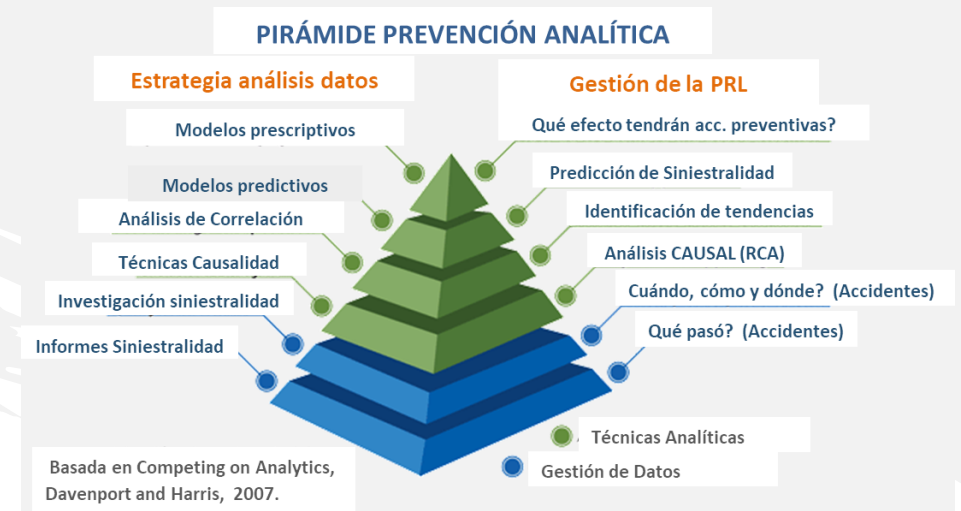 PIRÁMIDE PREVENCIÓN ANALÍTICA
Estrategia análisis datos
Gestión de la PRL
Modelos prescriptivos
Qué efecto tendrán acc. preventivas?
Modelos predictivos
Predicción de Siniestralidad
Análisis de Correlación
Identificación de tendencias
Técnicas Causalidad
Análisis CAUSAL (RCA)
Investigación siniestralidad
Cuándo, cómo y dónde? (Accidentes)
Informes Siniestralidad
Qué pasó? (Accidentes)
Técnicas Analíticas
Gestión de Datos
Basada en Competing on Analytics,
Davenport and Harris, 2007.